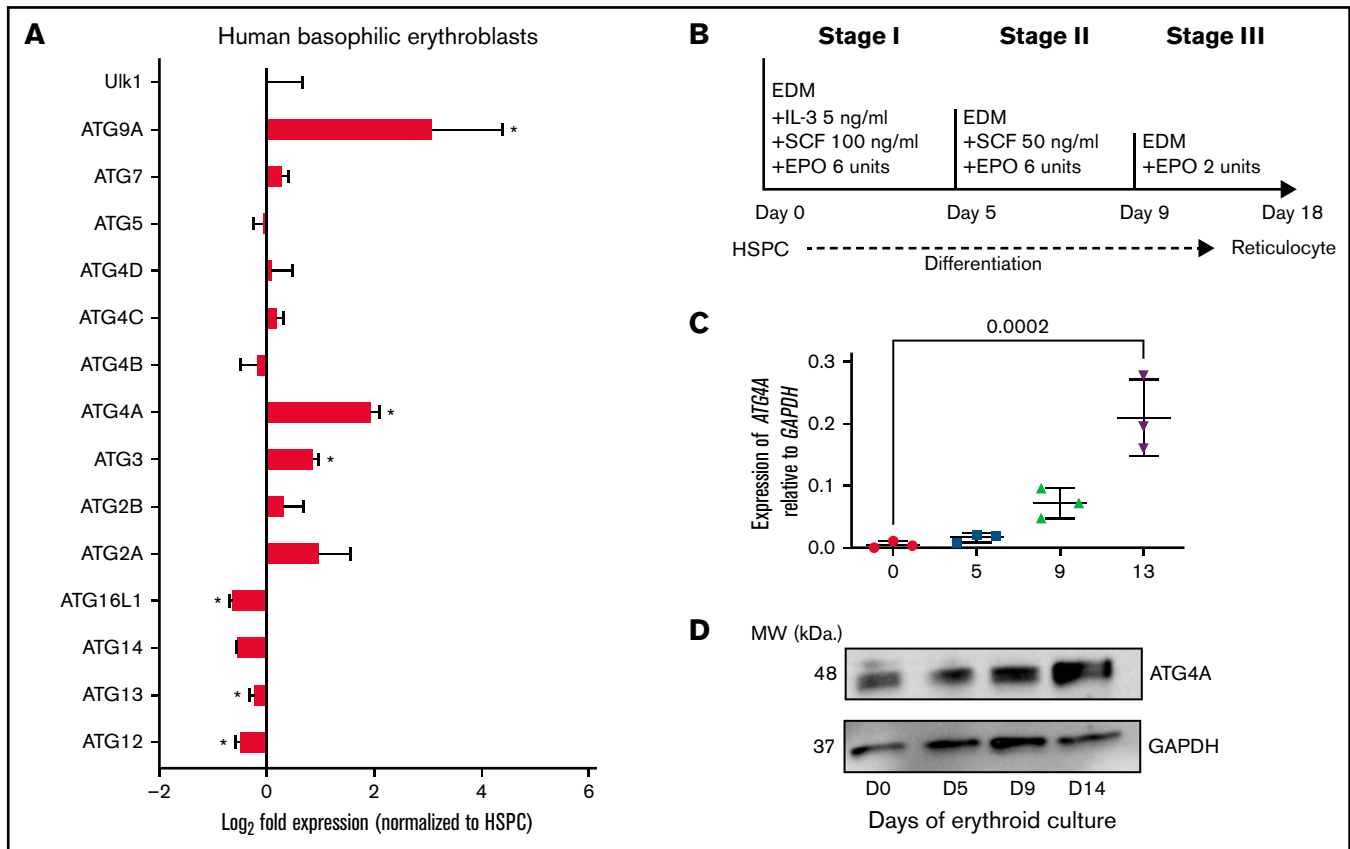 A
Human basophilic erythroblasts
Ulk1
ATG9A
*
ATG7
ATG5
ATG4D
ATG4C
ATG4B
ATG4A
*
ATG3
*
ATG2B
ATG2A
ATG16L1
*
ATG14
ATG13
*
ATG12
*
−2 0 2 4 6
Log₂ fold expression (normalized to HSPC)
B
Stage I Stage II Stage III
EDM
+IL-3 5 ng/ml
+SCF 100 ng/ml
+EPO 6 units
EDM
+SCF 50 ng/ml
+EPO 6 units
EDM
+EPO 2 units
Day 0 Day 5 Day 9 Day 18
HSPC Reticulocyte
Differentiation
C
0.0002
Expression of ATG4A
relative to GAPDH
0.3
0.2
0.1
0.0
0 5 9 13
D
MW (kDa.)
48 ATG4A
37 GAPDH
D0 D5 D9 D14
Days of erythroid culture